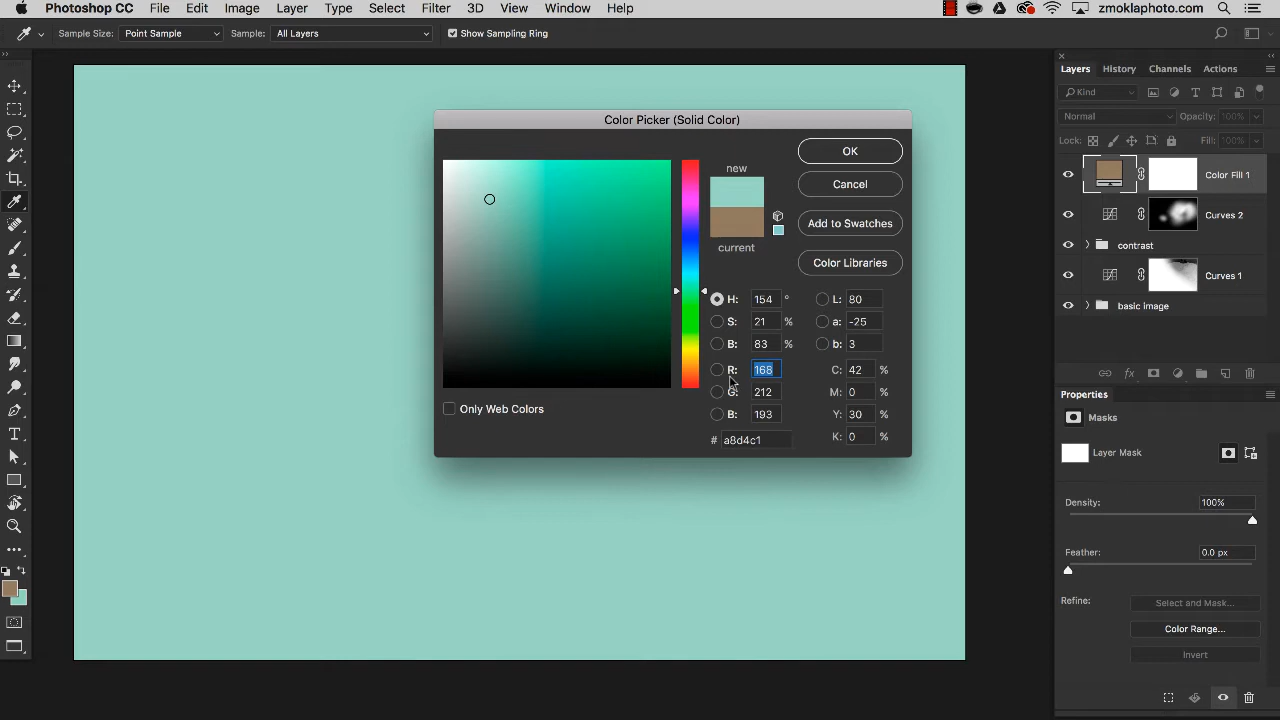 Photoshop CC File Edit Image Layer Type Select Filter 3D View Window Help zmoklaphoto.com
Sample Size: Point Sample Sample: All Layers Show Sampling Ring
Layers History Channels Actions
Kind
Normal Opacity: 100%
Lock: Fill: 100%
Color Fill 1
Curves 2
contrast
Curves 1
basic image
Color Picker (Solid Color)
new
current
OK
Cancel
Add to Swatches
Color Libraries
H: 154 ° L: 80
S: 21 % a: -25
B: 83 % b: 3
R: 168 C: 42 %
G: 212 M: 0 %
B: 193 Y: 30 %
# a8d4c1 K: 0 %
Only Web Colors
fx
Properties
Masks
Layer Mask
Density: 100%
Feather: 0.0 px
Refine: Select and Mask...
Color Range...
Invert